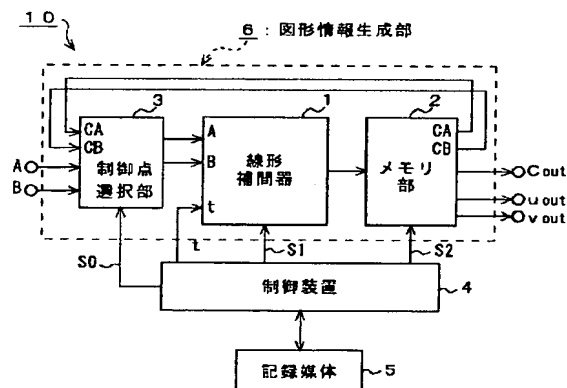 10
6:図形情報生成部
3
1
2
CA
CB
A
B
制御点
選択部
A
B
t
線形
補間器
メモリ
部
CA
CB
Cout
uout
vout
S0
t
S1
S2
制御装置
4
記録媒体
5